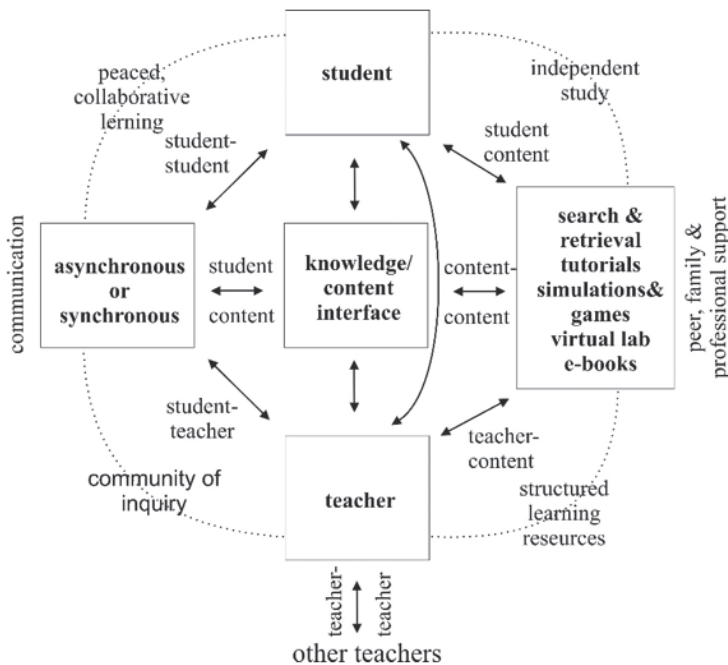 student
peaced,
collaborative
lerning
independent
study
student-
student
student
content
communication
asynchronous
or
synchronous
student
content
knowledge/
content
interface
content-
content
search &
retrieval
tutorials
simulations&
games
virtual lab
e-books
peer, family &
professional support
student-
teacher
teacher-
content
community of
inquiry
teacher
structured
learning
reseurces
teacher-
teacher
other teachers